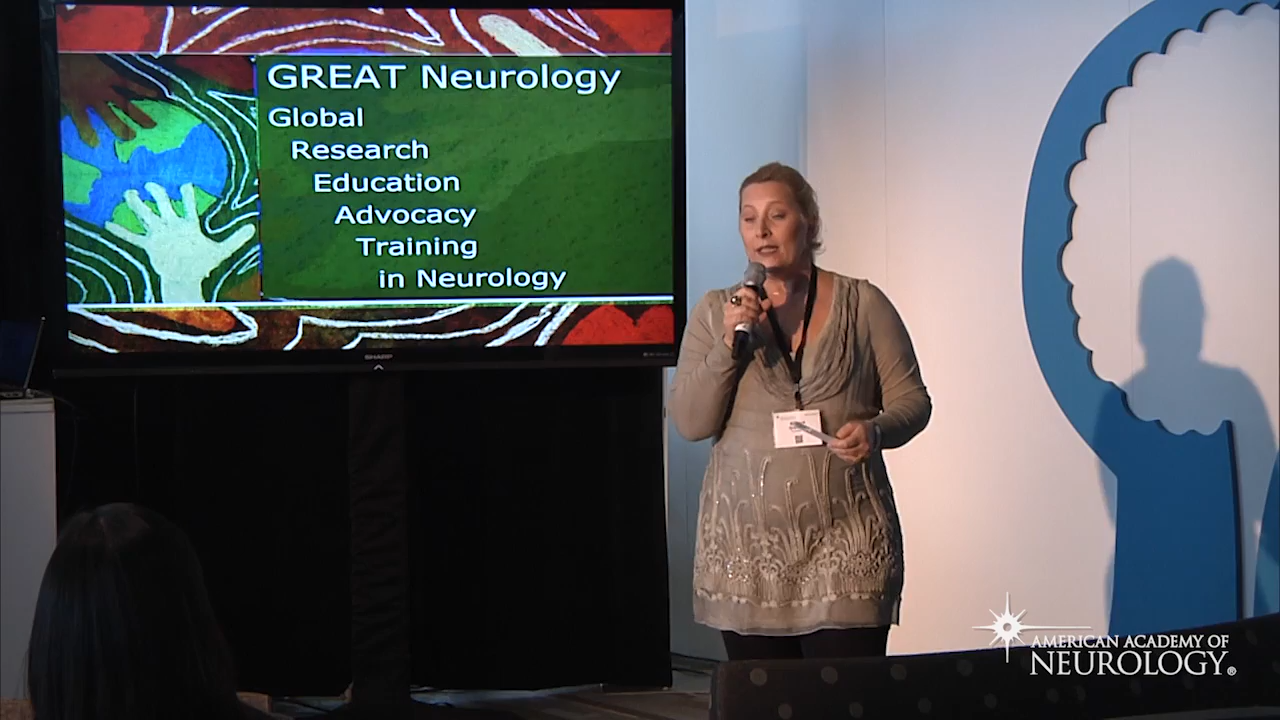 GREAT Neurology
Global
Research
Education
Advocacy
Training
in Neurology
SHARP
AMERICAN ACADEMY OF
NEUROLOGY®